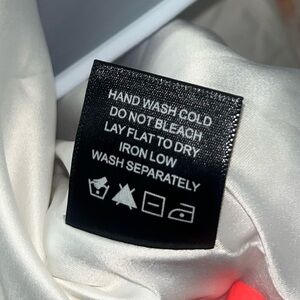 HAND WASH COLD
DO NOT BLEACH
LAY FLAT TO DRY
IRON LOW
WASH SEPARATELY